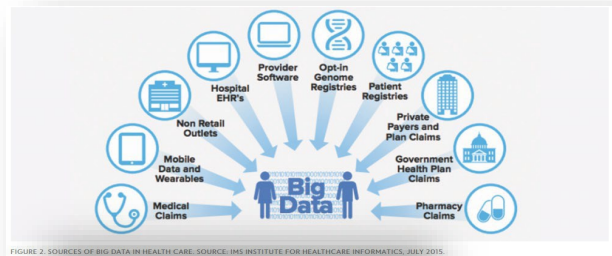 Provider
Software
Opt-in
Genome
Registries
Hospital
EHR's
Patient
Registries
Non Retail
Outlets
Private
Payers and
Plan Claims
Mobile
Data and
Wearables
Government
Health Plan
Claims
Medical
Claims
Big
Data
Pharmacy
Claims
FIGURE 2. SOURCES OF BIG DATA IN HEALTH CARE. SOURCE: IMS INSTITUTE FOR HEALTHCARE INFORMATICS, JULY 2015.